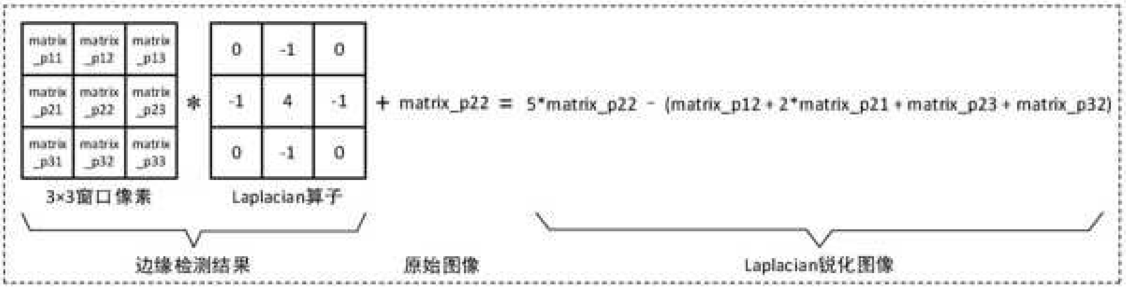 matrix _p11 matrix _p12 matrix _p13
matrix _p21 matrix _p22 matrix _p23
matrix _p31 matrix _p32 matrix _p33
*
0 -1 0
-1 4 -1
0 -1 0
+ matrix_p22 = 5*matrix_p22 - (matrix_p12 + 2*matrix_p21 + matrix_p23 + matrix_p32)
3×3窗口像素
Laplacian算子
边缘检测结果
原始图像
Laplacian锐化图像